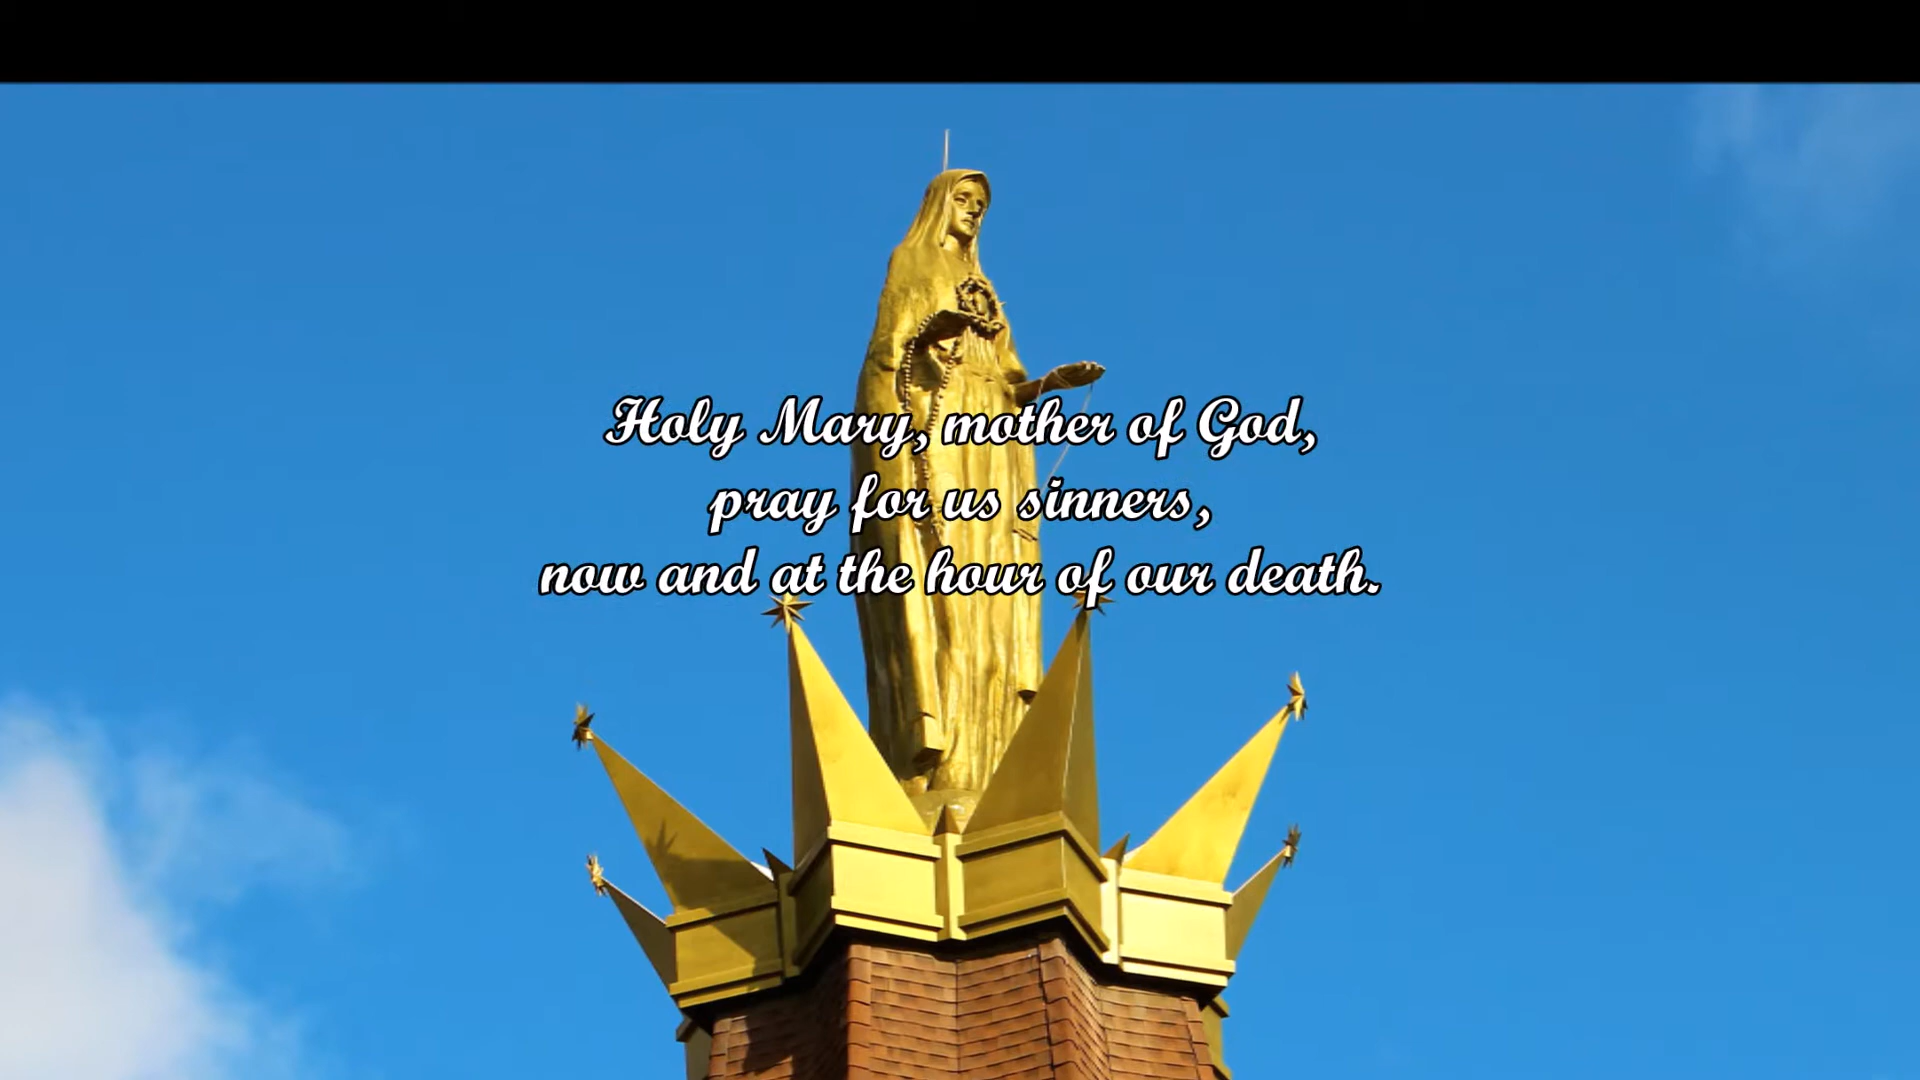 Holy Mary, mother of God,
pray for us sinners,
now and at the hour of our death.